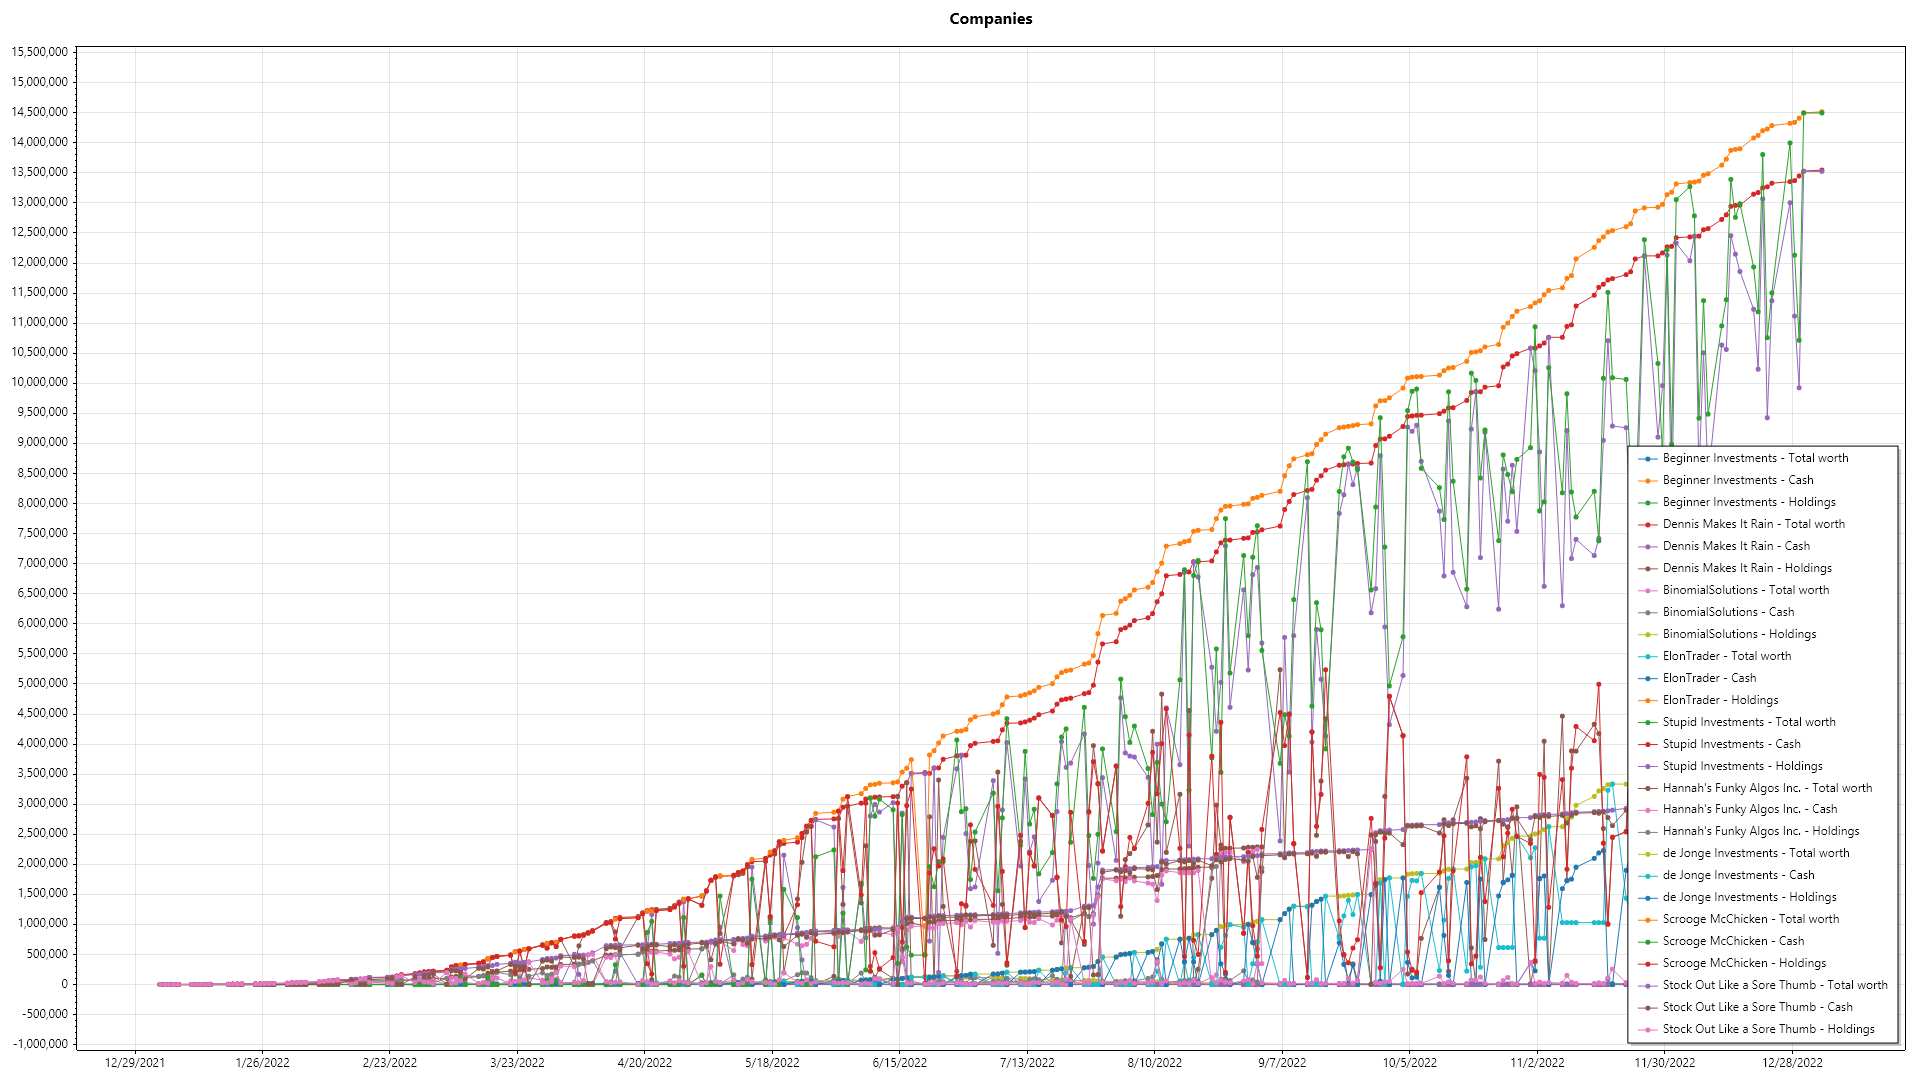 Companies
15,500,000
15,000,000
14,500,000
14,000,000
13,500,000
13,000,000
12,500,000
12,000,000
11,500,000
11,000,000
10,500,000
10,000,000
9,500,000
9,000,000
8,500,000
8,000,000
7,500,000
7,000,000
6,500,000
6,000,000
5,500,000
5,000,000
4,500,000
4,000,000
3,500,000
3,000,000
2,500,000
2,000,000
1,500,000
1,000,000
500,000
0
-500,000
-1,000,000
12/29/2021
1/26/2022
2/23/2022
3/23/2022
4/20/2022
5/18/2022
6/15/2022
7/13/2022
8/10/2022
9/7/2022
10/5/2022
11/2/2022
11/30/2022
12/28/2022
Beginner Investments - Total worth
Beginner Investments - Cash
Beginner Investments - Holdings
Dennis Makes It Rain - Total worth
Dennis Makes It Rain - Cash
Dennis Makes It Rain - Holdings
BinomialSolutions - Total worth
BinomialSolutions - Cash
BinomialSolutions - Holdings
ElonTrader - Total worth
ElonTrader - Cash
ElonTrader - Holdings
Stupid Investments - Total worth
Stupid Investments - Cash
Stupid Investments - Holdings
Hannah's Funky Algos Inc. - Total worth
Hannah's Funky Algos Inc. - Cash
Hannah's Funky Algos Inc. - Holdings
de Jonge Investments - Total worth
de Jonge Investments - Cash
de Jonge Investments - Holdings
Scrooge McChicken - Total worth
Scrooge McChicken - Cash
Scrooge McChicken - Holdings
Stock Out Like a Sore Thumb - Total worth
Stock Out Like a Sore Thumb - Cash
Stock Out Like a Sore Thumb - Holdings